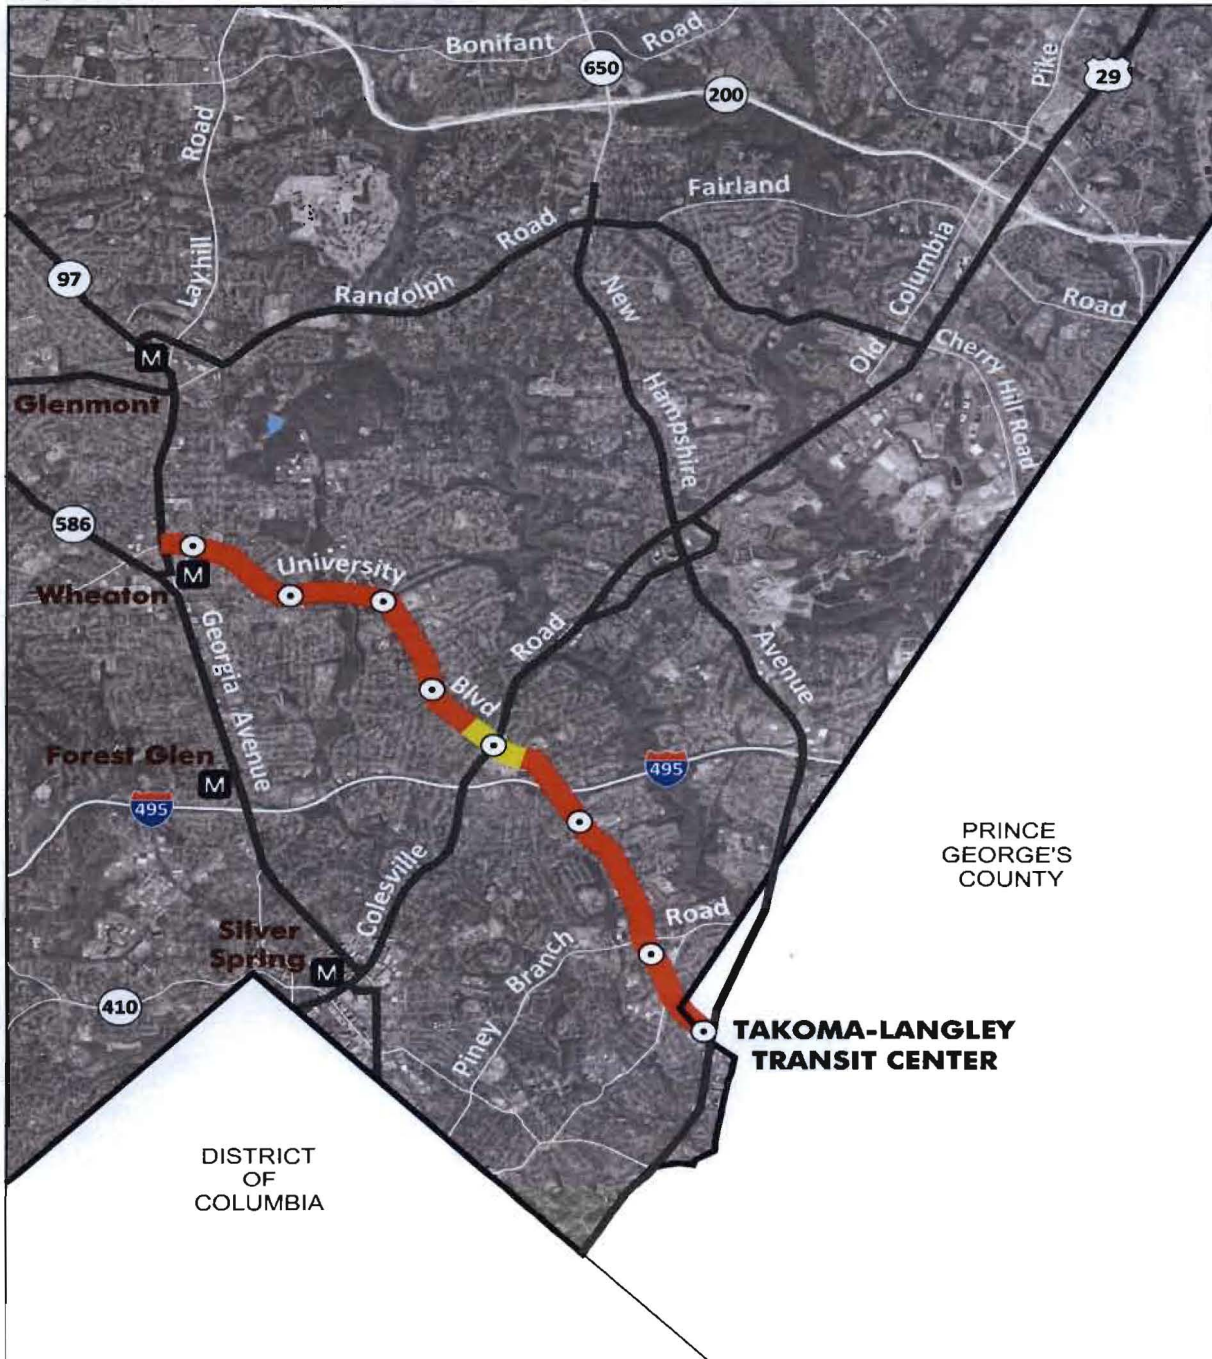 Bonifant Road
650
Pike
29
200
Road
Layhill
Fairland
Road
Randolph
97
New
Hampshire
Avenue
Columbia
Old
Road
Cherry Hill Road
M
Glenmont
586
M
Wheaton
University
Blvd
Road
Georgia Avenue
Forest Glen
M
495
495
PRINCE
GEORGE'S
COUNTY
Colesville
Silver
Spring
M
Road
Branch
Piney
410
TAKOMA-LANGLEY
TRANSIT CENTER
DISTRICT
OF
COLUMBIA